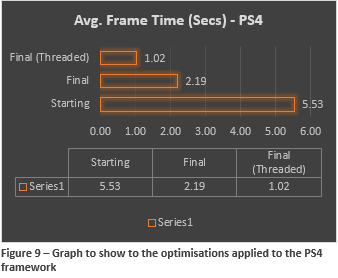 Avg. Frame Time (Secs) - PS4
Final (Threaded) 1.02
Final 2.19
Starting 5.53
0.00 1.00 2.00 3.00 4.00 5.00 6.00
Starting Final Final (Threaded)
Series1 5.53 2.19 1.02
Series1
Figure 9 – Graph to show to the optimisations applied to the PS4
framework